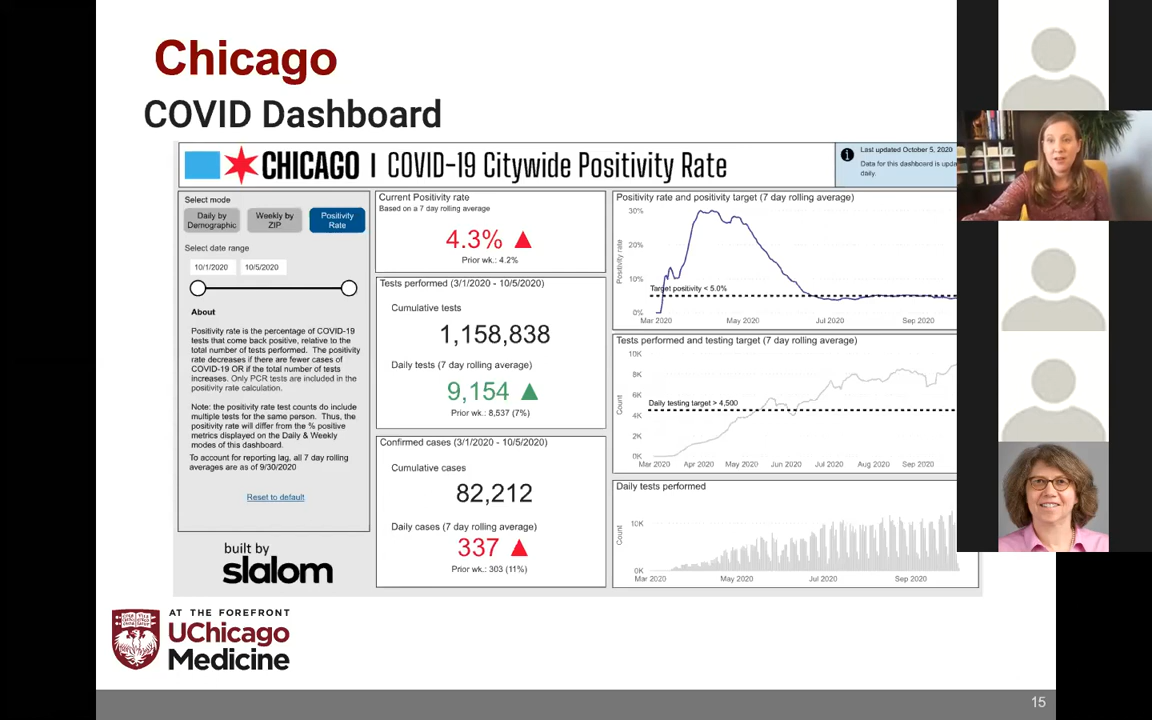 Chicago
COVID Dashboard
CHICAGO | COVID-19 Citywide Positivity Rate
Last updated October 5, 2020
Data for this dashboard is
daily.
Select mode
Daily by
Demographic
Weekly by
ZIP
Positivity
Rate
Select date range
10/1/2020
10/5/2020
About
Positivity rate is the percentage of COVID-19
tests that come back positive, relative to the
total number of tests performed. The positivity
rate decreases if there are fewer cases of
COVID-19 OR if the total number of tests
increases. Only PCR tests are included in the
positivity rate calculation.
Note: the positivity rate test counts do include
multiple tests for the same person. Thus, the
positivity rate will differ from the % positive
metrics displayed on the Daily & Weekly
modes of this dashboard.
To account for reporting lag, all 7 day rolling
averages are as of 9/30/2020
Reset to default
built by
slalom
Current Positivity rate
Based on a 7 day rolling average
4.3% ▲
Prior wk.: 4.2%
Tests performed (3/1/2020 - 10/5/2020)
Cumulative tests
1,158,838
Daily tests (7 day rolling average)
9,154 ▲
Prior wk.: 8,537 (7%)
Confirmed cases (3/1/2020 - 10/5/2020)
Cumulative cases
82,212
Daily cases (7 day rolling average)
337 ▲
Prior wk.: 303 (11%)
Positivity rate and positivity target (7 day rolling average)
Positivity rate
30%
20%
10%
Target positivity < 5.0%
0%
Mar 2020 May 2020 Jul 2020 Sep 2020
Tests performed and testing target (7 day rolling average)
Count
10K
8K
6K
Daily testing target > 4,500
4K
2K
0K
Mar 2020 Apr 2020 May 2020 Jun 2020 Jul 2020 Aug 2020 Sep 2020
Daily tests performed
Count
10K
0K
Mar 2020 May 2020 Jul 2020 Sep 2020
AT THE FOREFRONT
UChicago
Medicine
15